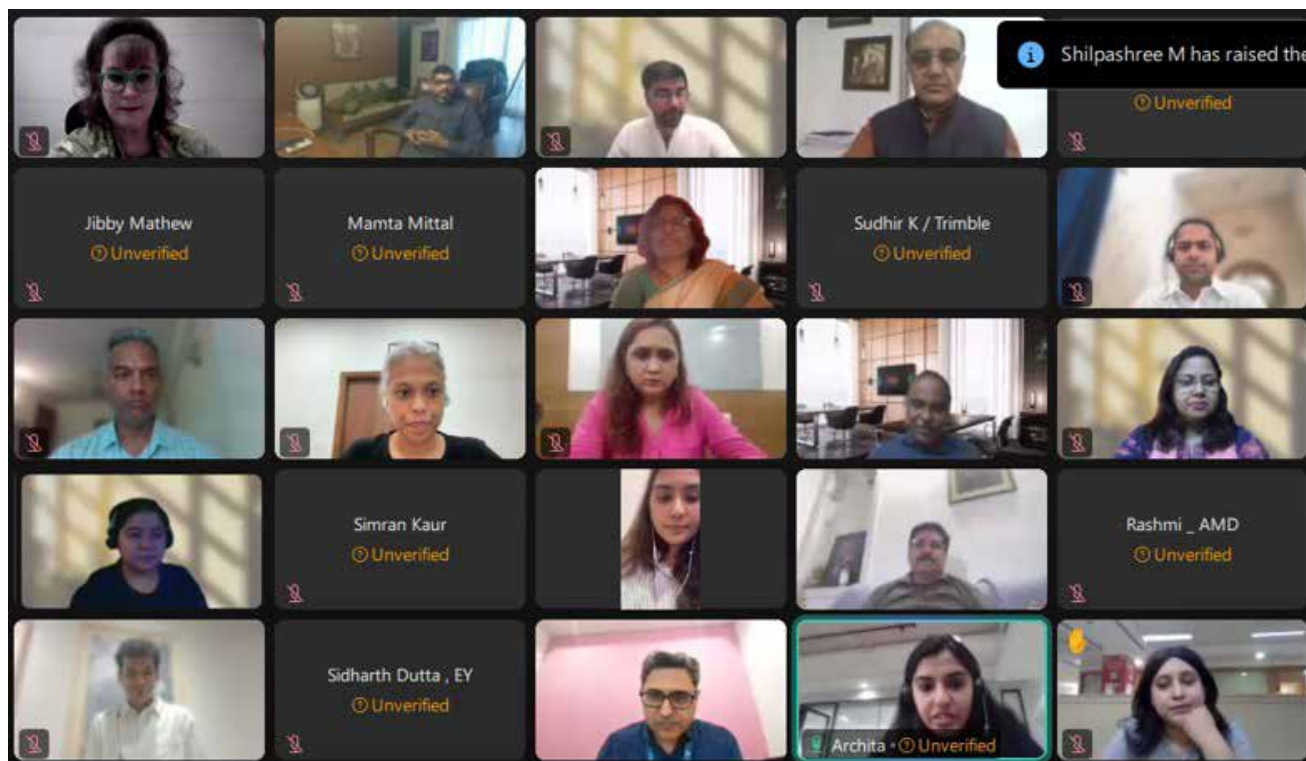 Shilpashree M has raised the
Unverified
Jibby Mathew
Unverified
Mamta Mittal
Unverified
Sudhir K / Trimble
Unverified
Simran Kaur
Unverified
Rashmi _ AMD
Unverified
Sidharth Dutta , EY
Unverified
Archita • Unverified